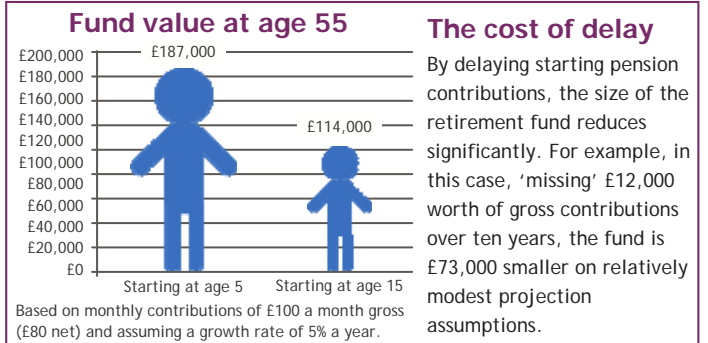 Fund value at age 55
£200,000
£180,000
£160,000
£140,000
£120,000
£100,000
£80,000
£60,000
£40,000
£20,000
£0
£187,000
£114,000
Starting at age 5
Starting at age 15
Based on monthly contributions of £100 a month gross
(£80 net) and assuming a growth rate of 5% a year.
The cost of delay
By delaying starting pension
contributions, the size of the
retirement fund reduces
significantly. For example, in
this case, ‘missing’ £12,000
worth of gross contributions
over ten years, the fund is
£73,000 smaller on relatively
modest projection
assumptions.